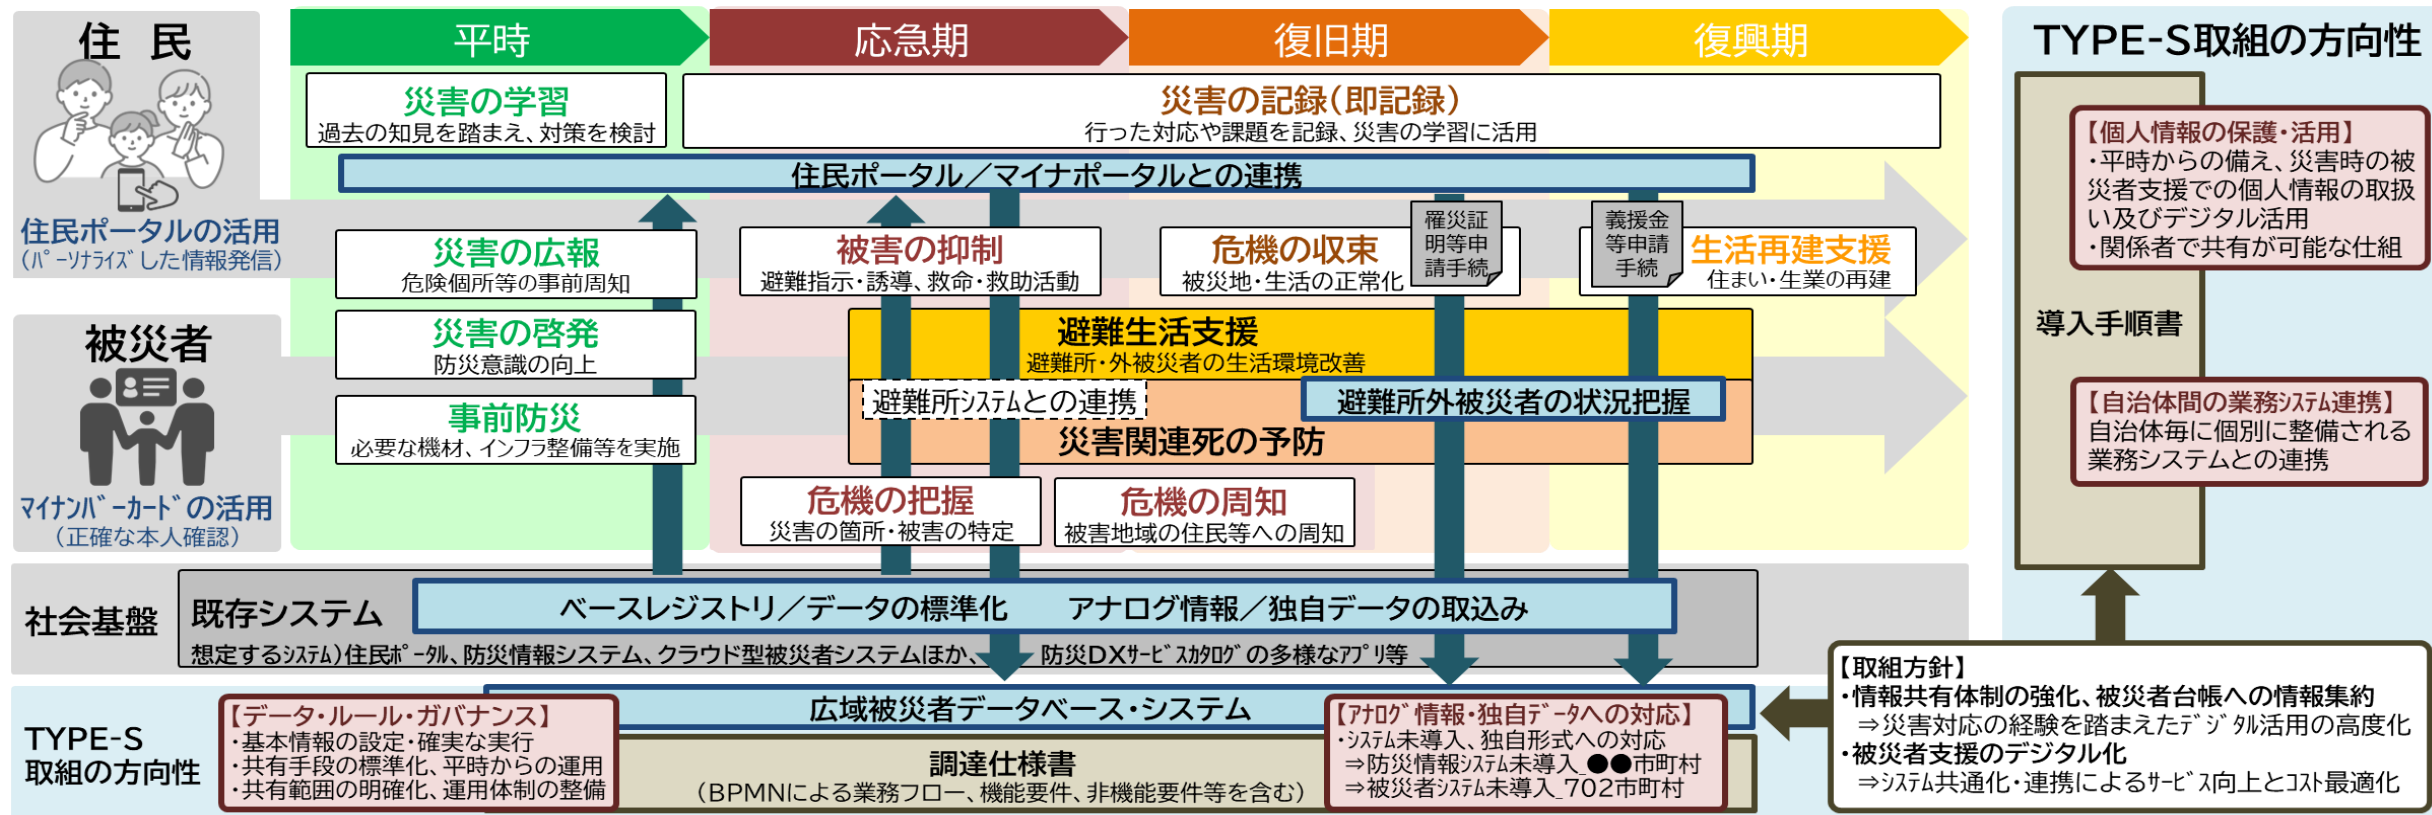 住 民
住民ポータルの活用
(ﾊﾟｰｿﾅﾗｲｽﾞした情報発信)
被災者
ﾏｲﾅﾝﾊﾞｰｶｰﾄﾞの活用
(正確な本人確認)
平時
応急期
復旧期
復興期
災害の学習
過去の知見を踏まえ、対策を検討
災害の記録(即記録)
行った対応や課題を記録、災害の学習に活用
住民ポータル／マイナポータルとの連携
災害の広報
危険個所等の事前周知
被害の抑制
避難指示・誘導、救命・救助活動
危機の収束
被災地・生活の正常化
罹災証
明等申
請手続
義援金
等申請
手続
生活再建支援
住まい・生業の再建
災害の啓発
防災意識の向上
避難生活支援
避難所・外被災者の生活環境改善
避難所ｼｽﾃﾑとの連携
避難所外被災者の状況把握
災害関連死の予防
事前防災
必要な機材、インフラ整備等を実施
危機の把握
災害の箇所・被害の特定
危機の周知
被害地域の住民等への周知
社会基盤
既存システム
ベースレジストリ／データの標準化　アナログ情報／独自データの取込み
想定するｼｽﾃﾑ)住民ﾎﾟｰﾀﾙ、防災情報システム、クラウド型被災者システムほか、 防災DXｻｰﾋﾞｽｶﾀﾛｸﾞの多様なｱﾌﾟﾘ等
TYPE-S
取組の方向性
【データ・ルール・ガバナンス】
・基本情報の設定・確実な実行
・共有手段の標準化、平時からの運用
・共有範囲の明確化、運用体制の整備
広域被災者データベース・システム
調達仕様書
(BPMNによる業務フロー、機能要件、非機能要件等を含む)
【ｱﾅﾛｸﾞ情報・独自ﾃﾞｰﾀへの対応】
・ｼｽﾃﾑ未導入、独自形式への対応
⇒防災情報ｼｽﾃﾑ未導入_●●市町村
⇒被災者ｼｽﾃﾑ未導入_702市町村
TYPE-S取組の方向性
【個人情報の保護・活用】
・平時からの備え、災害時の被
災者支援での個人情報の取扱
い及びデジタル活用
・関係者で共有が可能な仕組
導入手順書
【自治体間の業務ｼｽﾃﾑ連携】
自治体毎に個別に整備される
業務システムとの連携
【取組方針】
・情報共有体制の強化、被災者台帳への情報集約
⇒災害対応の経験を踏まえたﾃﾞｼﾞﾀﾙ活用の高度化
・被災者支援のデジタル化
⇒ｼｽﾃﾑ共通化・連携によるｻｰﾋﾞｽ向上とｺｽﾄ最適化